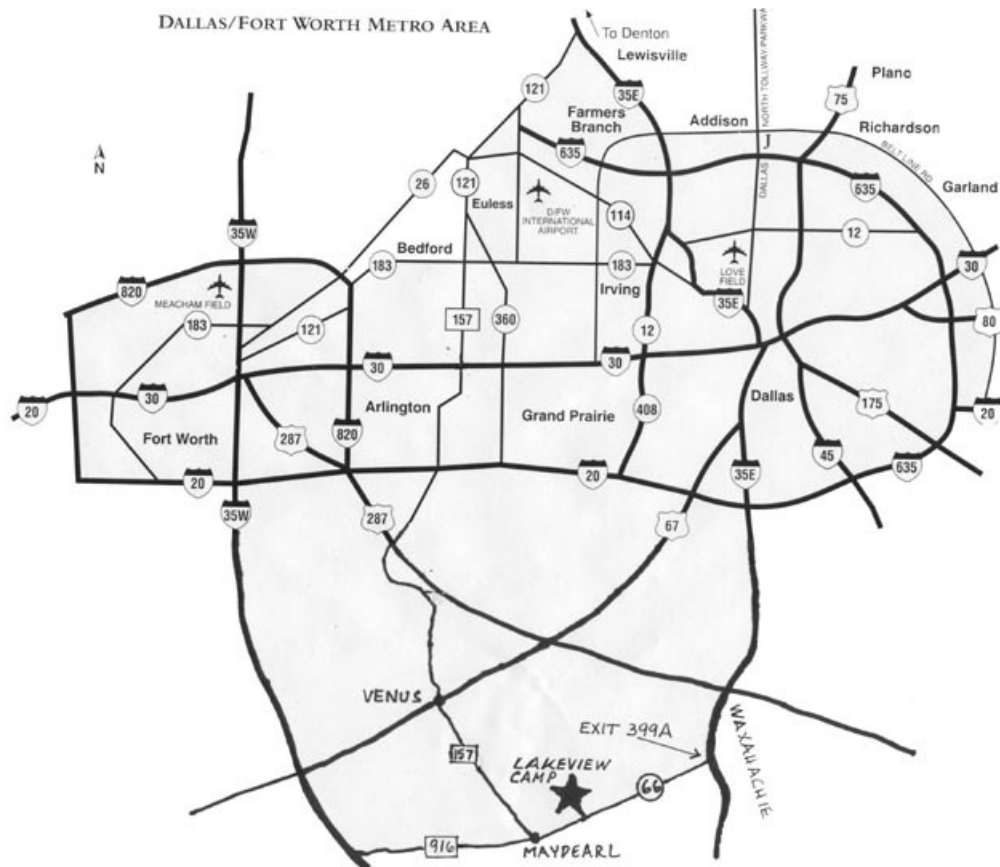 DALLAS/FORT WORTH METRO AREA
To Denton
Lewisville
NORTH TOLLWAY PARKWAY
DALLAS
35E
121
Plano
75
Farmers
Branch
Addison
J
Richardson
BELT LINE RD
N
635
Garland
635
26
121
Euless
D/FW
INTERNATIONAL
AIRPORT
114
12
35W
Bedford
183
183
LOVE
FIELD
30
820
MEACHAM FIELD
Irving
35E
183
121
157
360
12
80
30
30
30
20
Arlington
Grand Prairie
408
Dallas
175
20
Fort Worth
287
820
45
635
20
20
35E
35W
287
67
VENUS
EXIT 399A
WAXAHACHIE
157
LAKEVIEW
CAMP
66
916
MAYPEARL